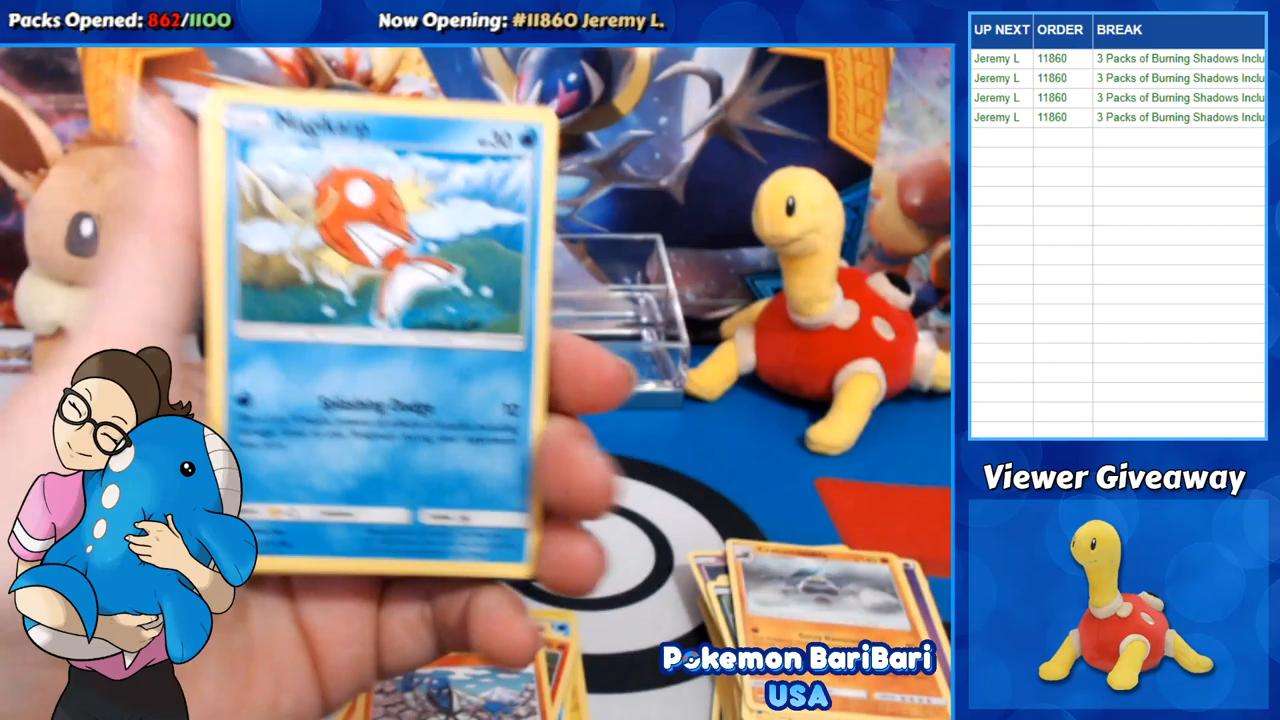 Packs Opened: 862/1100
Now Opening: #11860 Jeremy L.
UP NEXT ORDER BREAK
Jeremy L 11860 3 Packs of Burning Shadows Inclu
Jeremy L 11860 3 Packs of Burning Shadows Inclu
Jeremy L 11860 3 Packs of Burning Shadows Inclu
Jeremy L 11860 3 Packs of Burning Shadows Inclu
Magikarp 30
Splashing Dodge 10
Viewer Giveaway
Pokemon BariBari
USA